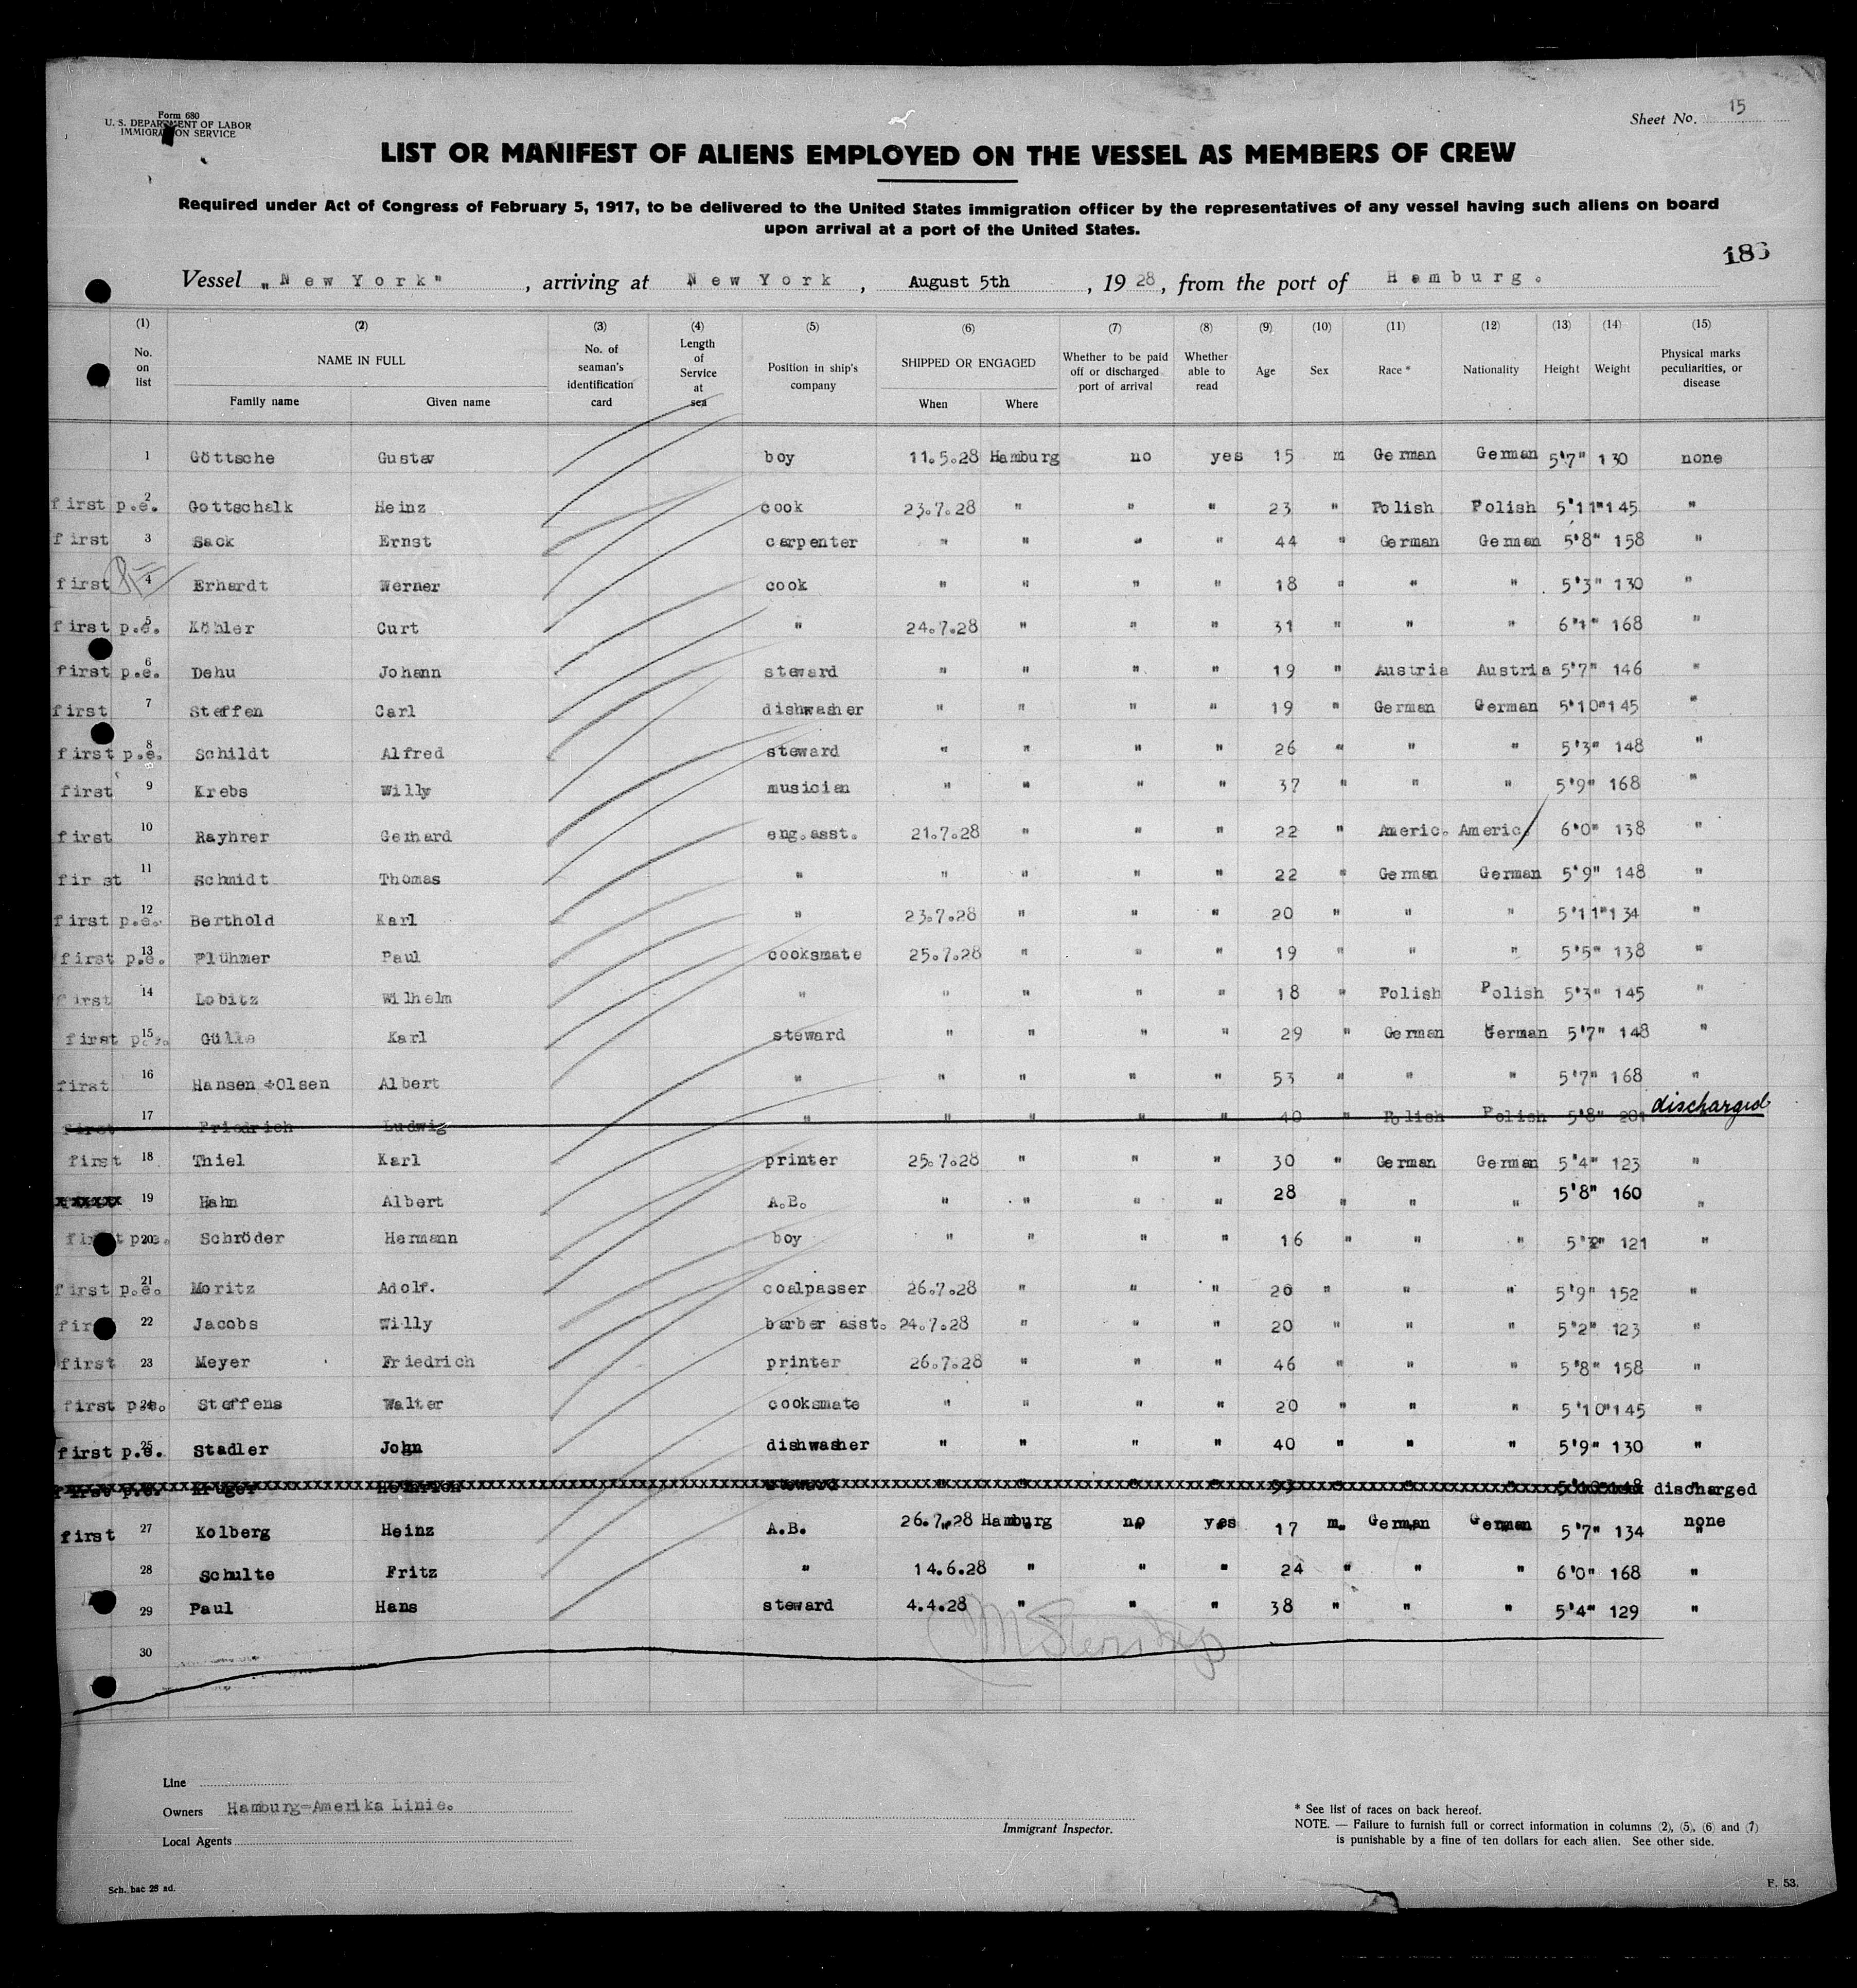 Form 680
U. S. DEPARTMENT OF LABOR
IMMIGRATION SERVICE
Sheet No. 15
LIST OR MANIFEST OF ALIENS EMPLOYED ON THE VESSEL AS MEMBERS OF CREW
Required under Act of Congress of February 5, 1917, to be delivered to the United States immigration officer by the representatives of any vessel having such aliens on board
upon arrival at a port of the United States.
186
Vessel "New York", arriving at New York, August 5th, 1928, from the port of Hamburg.
(1) (2) (3) (4) (5) (6) (7) (8) (9) (10) (11) (12) (13) (14) (15)
No. on list NAME IN FULL Family name Given name No. of seaman's identification card Length of Service at sea Position in ship's company SHIPPED OR ENGAGED When Where Whether to be paid off or discharged port of arrival Whether able to read Age Sex Race * Nationality Height Weight Physical marks peculiarities, or disease
1 Göttsche Gustav boy 11.5.28 Hamburg no yes 15 m German German 5'7" 130 none
first p.e. 2 Gottschalk Heinz cook 23.7.28 " " " 23 " Polish Polish 5'11" 145 "
first 3 Sack Ernst carpenter " " " " 44 " German German 5'8" 158 "
first 4 Erhardt Werner cook " " " " 18 " " " 5'3" 130 "
first p.e. 5 Köhler Curt " 24.7.28 " " " 31 " " " 6'1" 168 "
first p.e. 6 Dehu Johann steward " " " " 19 " Austria Austria 5'7" 146 "
first 7 Steffen Carl dishwasher " " " " 19 " German German 5'10" 145 "
first p.e. 8 Schildt Alfred steward " " " " 26 " " " 5'3" 148 "
first 9 Krebs Willy musician " " " " 37 " " " 5'9" 168 "
first 10 Rayhrer Gerhard eng.asst. 21.7.28 " " " 22 " Americ. Americ. 6'0" 138 "
first 11 Schmidt Thomas " " " " " 22 " German German 5'9" 148 "
first p.e. 12 Berthold Karl " 23.7.28 " " " 20 " " " 5'11" 134 "
first p.e. 13 Flühmer Paul cooksmate 25.7.28 " " " 19 " " " 5'5" 138 "
first 14 Lobitz Wilhelm " " " " " 18 " Polish Polish 5'3" 145 "
first p.e. 15 Gülle Karl steward " " " " 29 " German German 5'7" 148 "
first 16 Hansen Olsen Albert " " " " " 53 " " " 5'7" 168 "
first 17 Friedrich Ludwig " " " " " 40 " Polish Polish 5'8" 201 discharged
first 18 Thiel Karl printer 25.7.28 " " " 30 " German German 5'4" 123 "
xxxxxx 19 Hahn Albert A.B. " " " " 28 " " " 5'8" 160 "
first p.e. 20 Schröder Hermann boy " " " " 16 " " " 121 "
first p.e. 21 Moritz Adolf. coalpasser 26.7.28 " " " 20 " " " 5'9" 152 "
first 22 Jacobs Willy barber asst. 24.7.28 " " " 20 " " " 5'2" 123 "
first 23 Meyer Friedrich printer 26.7.28 " " " 46 " " " 5'8" 158 "
first p.e. 24 Steffens Walter cooksmate " " " " 20 " " " 5'10" 145 "
first p.e. 25 Stadler John dishwasher " " " " 40 " " " 5'9" 130 "
first p.e. Krüger Heinrich steward " " " " " " " discharged
first 27 Kolberg Heinz A.B. 26.7.28 Hamburg no yes 17 m. German German 5'7" 134 none
28 Schulte Fritz " 14.6.28 " " " 24 " " " 6'0" 168 "
29 Paul Hans steward 4.4.28 " " " 38 " " " 5'4" 129 "
30
Line
Owners Hamburg-Amerika Linie.
Local Agents
Immigrant Inspector.
* See list of races on back hereof.
NOTE. — Failure to furnish full or correct information in columns (2), (5), (6) and (7)
is punishable by a fine of ten dollars for each alien. See other side.
Sch. bac 28 ad.
F. 53.